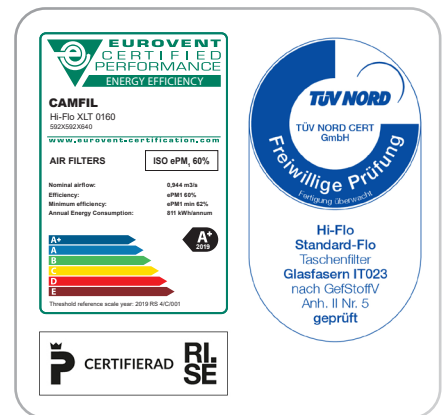 EUROVENT
CERTIFIED
PERFORMANCE
ENERGY EFFICIENCY
CAMFIL
Hi-Flo XLT 0160
592X592X640
www.eurovent-certification.com
AIR FILTERS
ISO ePM, 60%
Nominal airflow: 0,944 m3/s
Efficiency: ePM1 60%
Minimum efficiency: ePM1 min 62%
Annual Energy Consumption: 811 kWh/annum
A+
A
B
C
D
E
A+
2019
Threshold reference scale year: 2019 RS 4/C/001
P CERTIFIERAD
RI.
SE
TÜV NORD
TÜV NORD CERT
GmbH
Freiwillige Prüfung
Fertigung überwacht
Hi-Flo
Standard-Flo
Taschenfilter
Glasfasern IT023
nach GefStoffV
Anh. II Nr. 5
geprüft